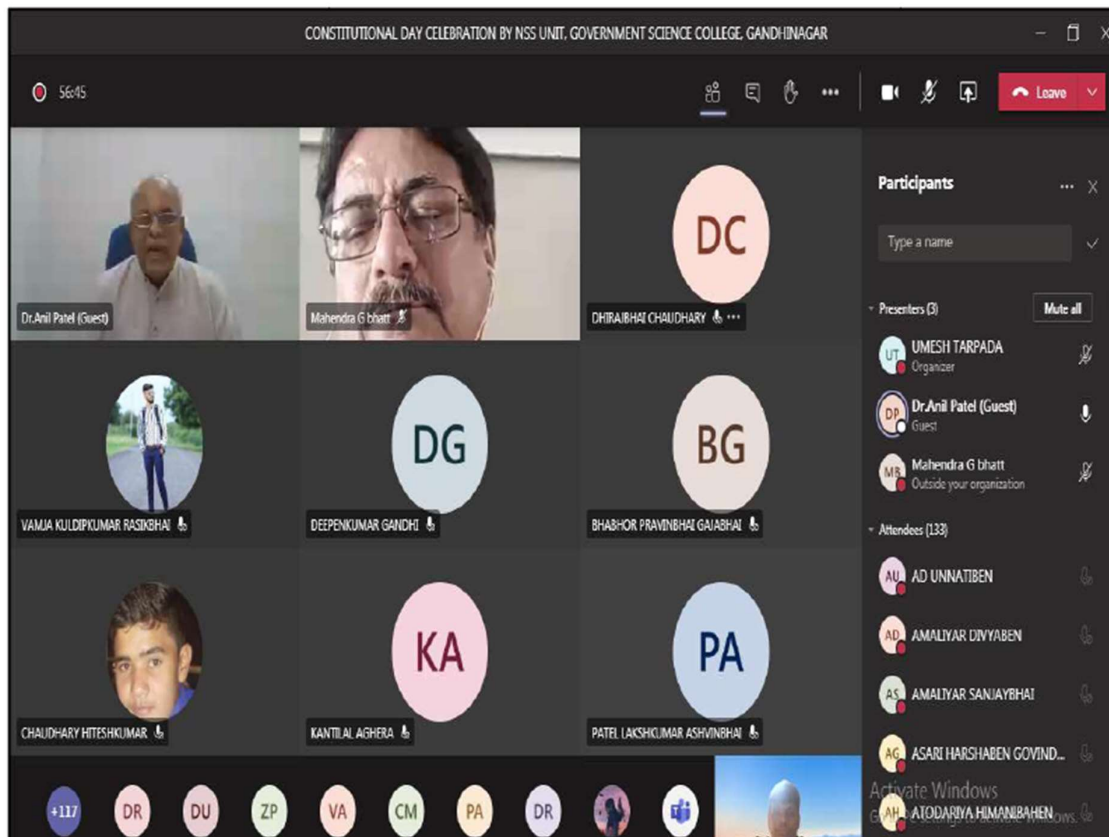 CONSTITUTIONAL DAY CELEBRATION BY NSS UNIT, GOVERNMENT SCIENCE COLLEGE, GANDHINAGAR
56:45
Leave
Dr.Anil Patel (Guest)
Mahendra G bhatt
DC
DHIRAJBHAI CHAUDHARY
VAMJA KULDIPKUMAR RASIKBHAI
DG
DEEPENKUMAR GANDHI
BG
BHABHOR PRAVINBHAI GAJABHAI
CHAUDHARY HITESHKUMAR
KA
KANTILAL AGHERA
PA
PATEL LAKSHKUMAR ASHVINBHAI
+117
DR
DU
ZP
VA
CM
PA
DR
Participants
Type a name
Presenters (3)
Mute all
UT
UMESH TARPADA
Organizer
DP
Dr.Anil Patel (Guest)
Guest
MB
Mahendra G bhatt
Outside your organization
Attendees (133)
AU
AD UNNATIBEN
AD
AMALIYAR DIVYABEN
AS
AMALIYAR SANJAYBHAI
AG
ASARI HARSHABEN GOVIND...
Activate Windows
AH
ATODARIYA HIMANIBAHEN